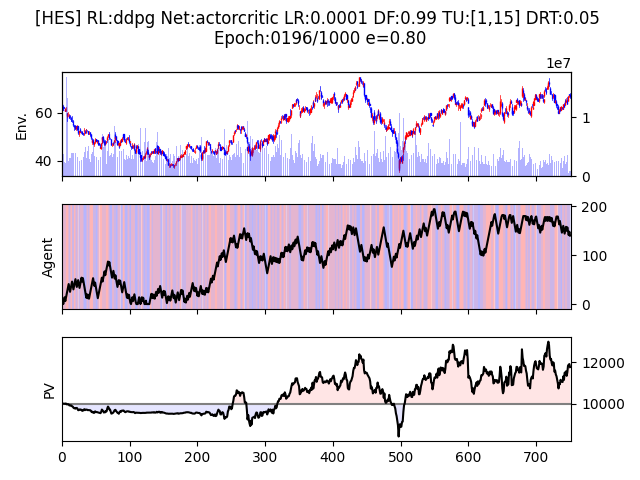 [HES] RL:ddpg Net:actorcritic LR:0.0001 DF:0.99 TU:[1,15] DRT:0.05
Epoch:0196/1000 e=0.80
1e7
Env.
60
40
1
0
Agent
200
100
0
PV
12000
10000
0 100 200 300 400 500 600 700